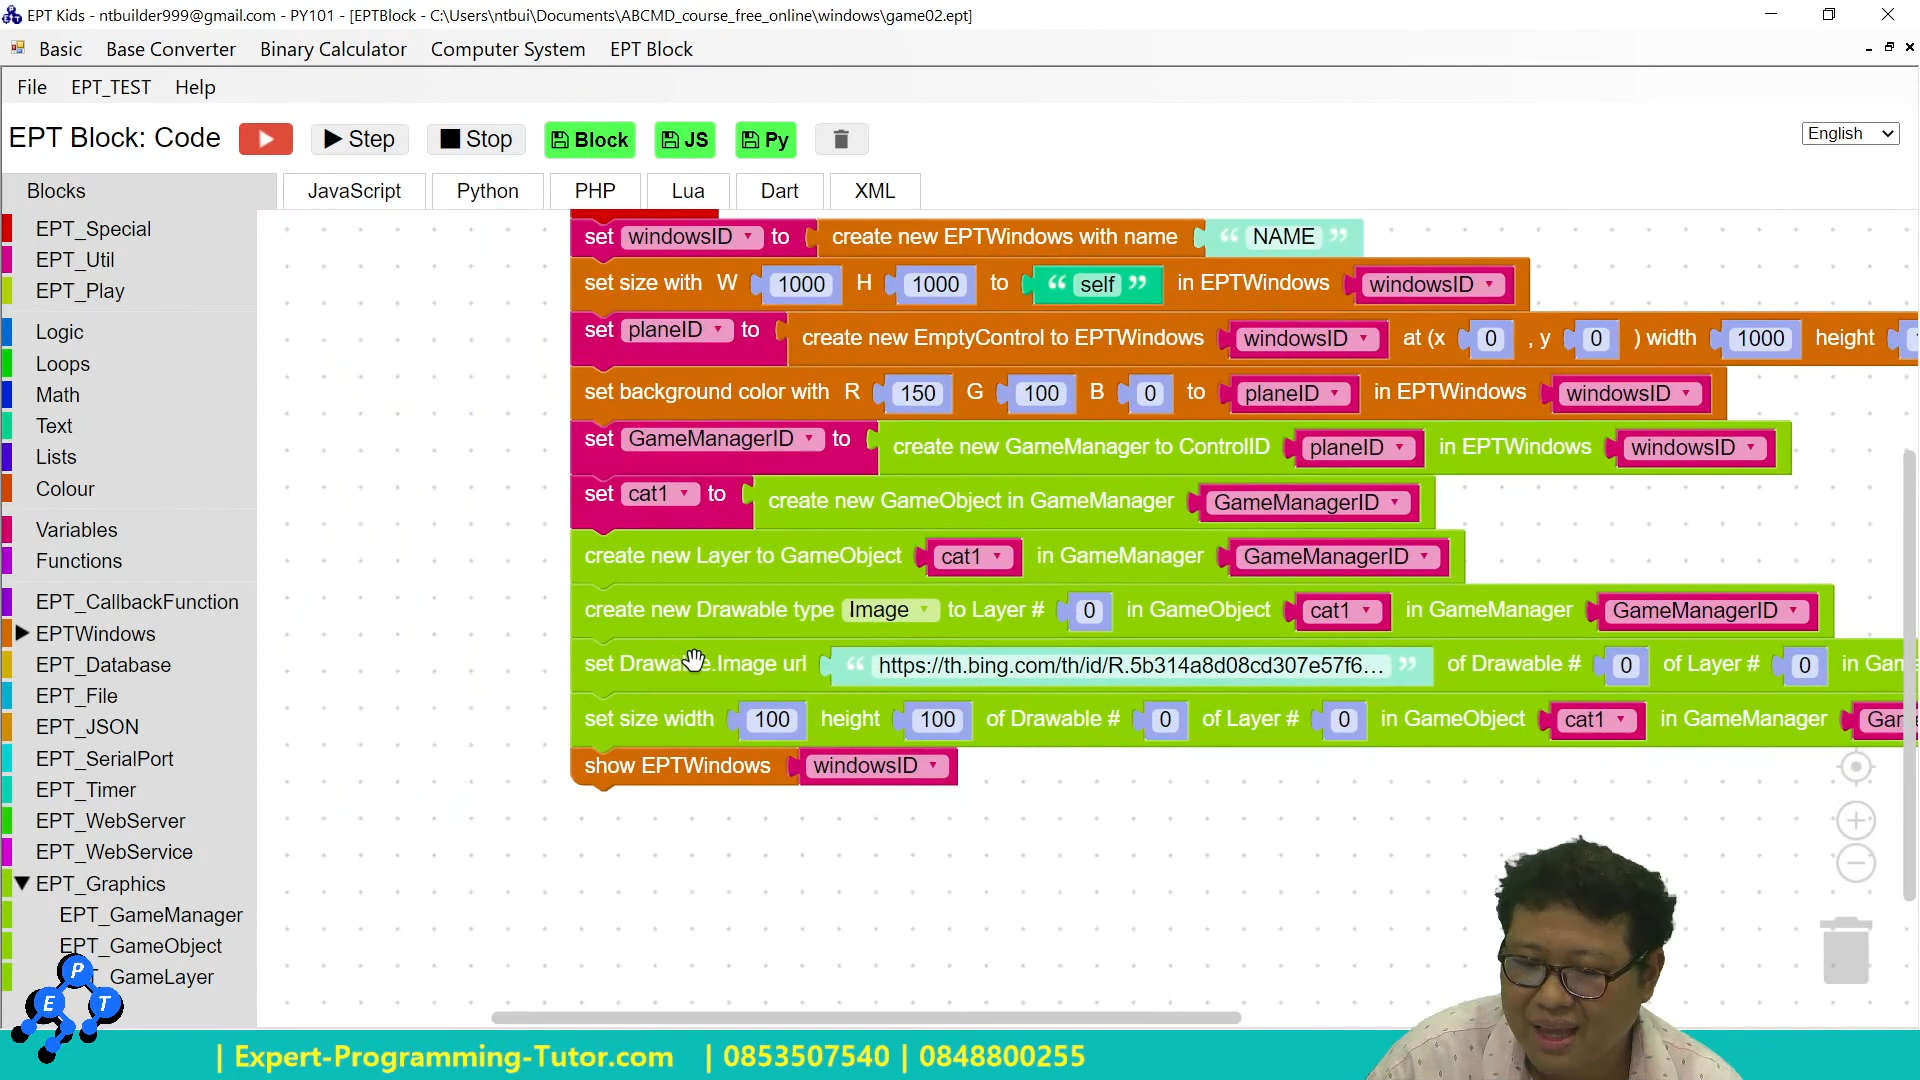 EPT Kids - ntbuilder999@gmail.com - PY101 - [EPTBlock - C:\Users\ntbui\Documents\ABCMD_course_free_online\windows\game02.ept]
Basic Base Converter Binary Calculator Computer System EPT Block
File EPT_TEST Help
EPT Block: Code Step Stop Block JS Py English
Blocks JavaScript Python PHP Lua Dart XML
EPT_Special
EPT_Util
EPT_Play
Logic
Loops
Math
Text
Lists
Colour
Variables
Functions
EPT_CallbackFunction
EPTWindows
EPT_Database
EPT_File
EPT_JSON
EPT_SerialPort
EPT_Timer
EPT_WebServer
EPT_WebService
EPT_Graphics
EPT_GameManager
EPT_GameObject
GameLayer
set windowsID to create new EPTWindows with name “ NAME ”
set size with W 1000 H 1000 to “ self ” in EPTWindows windowsID
set planeID to create new EmptyControl to EPTWindows windowsID at (x 0 , y 0 ) width 1000 height
set background color with R 150 G 100 B 0 to planeID in EPTWindows windowsID
set GameManagerID to create new GameManager to ControlID planeID in EPTWindows windowsID
set cat1 to create new GameObject in GameManager GameManagerID
create new Layer to GameObject cat1 in GameManager GameManagerID
create new Drawable type Image to Layer # 0 in GameObject cat1 in GameManager GameManagerID
set Drawable.Image url “ https://th.bing.com/th/id/R.5b314a8d08cd307e57f6... ” of Drawable # 0 of Layer # 0 in Gam
set size width 100 height 100 of Drawable # 0 of Layer # 0 in GameObject cat1 in GameManager Gar
show EPTWindows windowsID
P
E T
| Expert-Programming-Tutor.com | 0853507540 | 0848800255